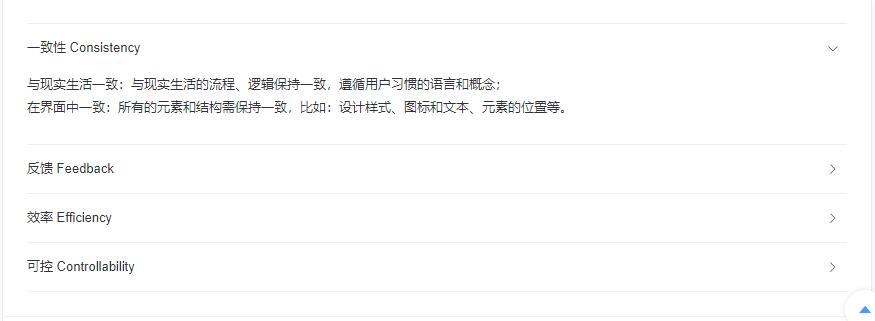 一致性 Consistency
与现实生活一致：与现实生活的流程、逻辑保持一致，遵循用户习惯的语言和概念；
在界面中一致：所有的元素和结构需保持一致，比如：设计样式、图标和文本、元素的位置等。
反馈 Feedback
效率 Efficiency
可控 Controllability